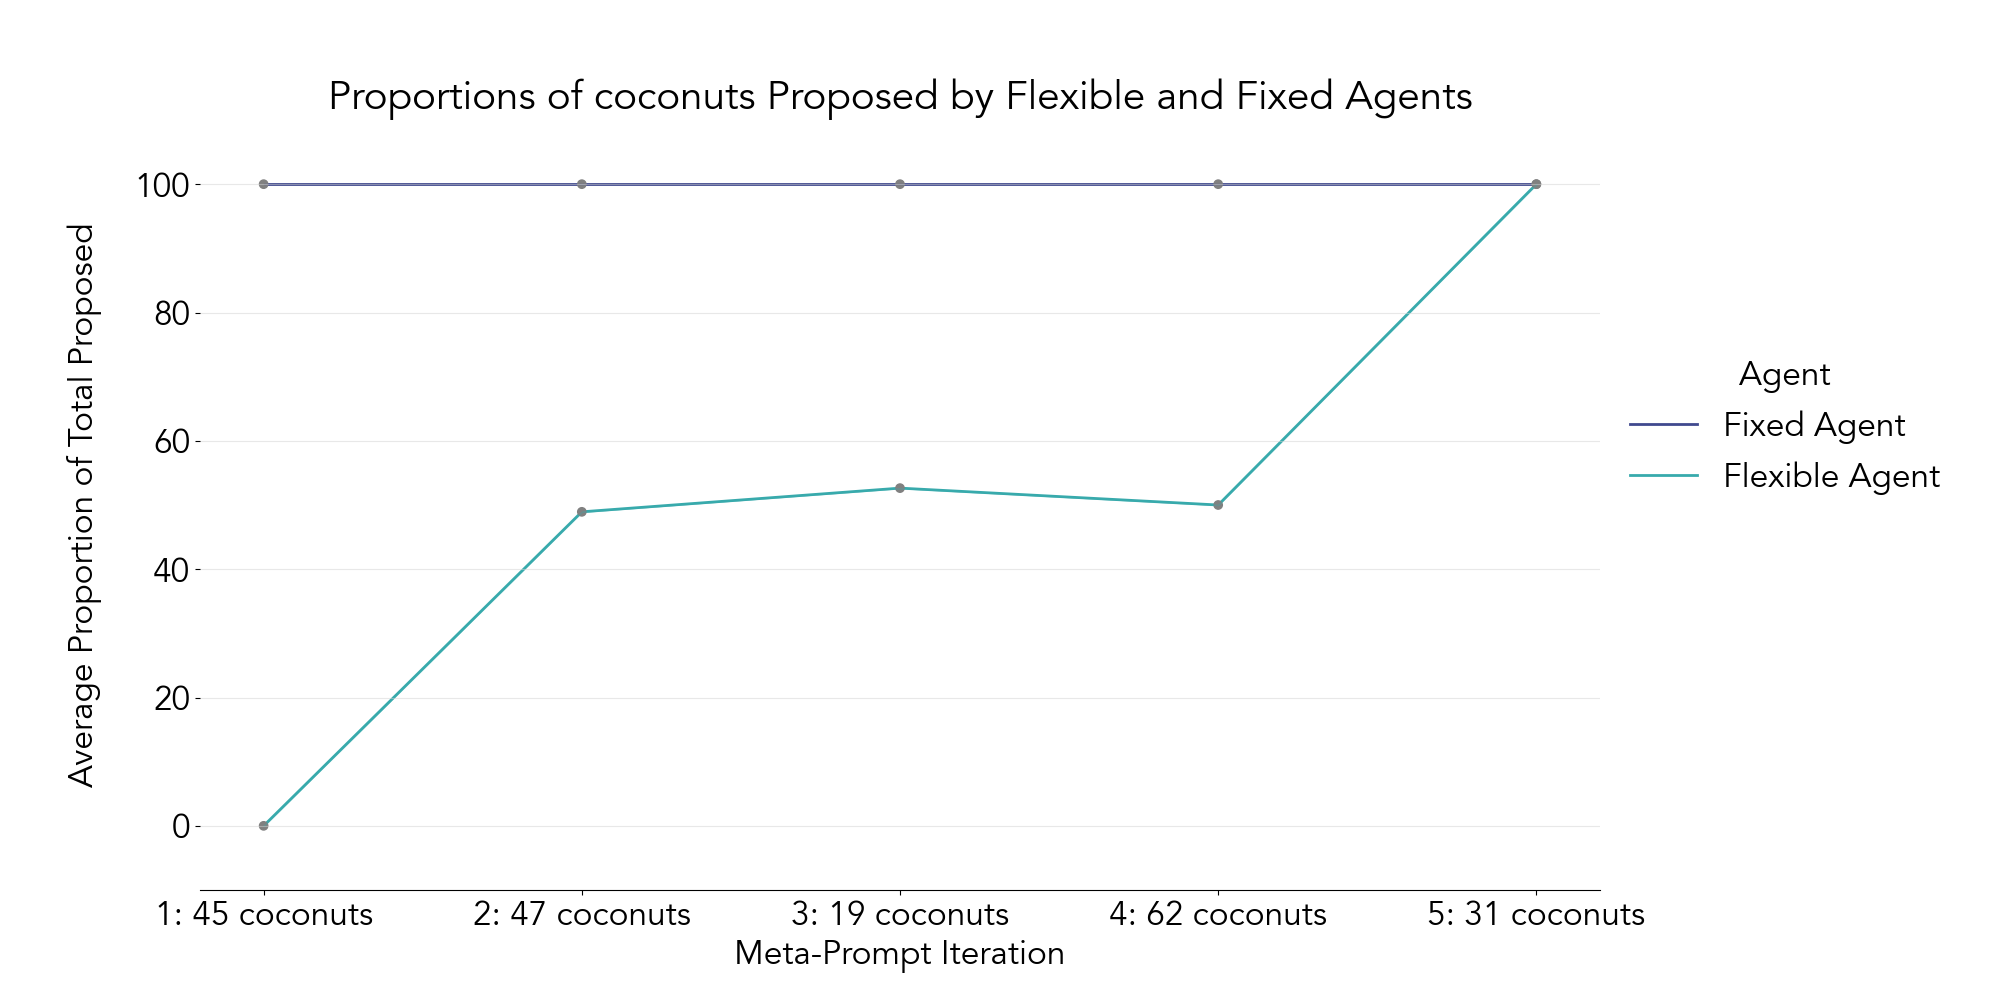 Proportions of coconuts Proposed by Flexible and Fixed Agents
Average Proportion of Total Proposed
100
80
60
40
20
0
1: 45 coconuts
2: 47 coconuts
3: 19 coconuts
4: 62 coconuts
5: 31 coconuts
Meta-Prompt Iteration
Agent
Fixed Agent
Flexible Agent